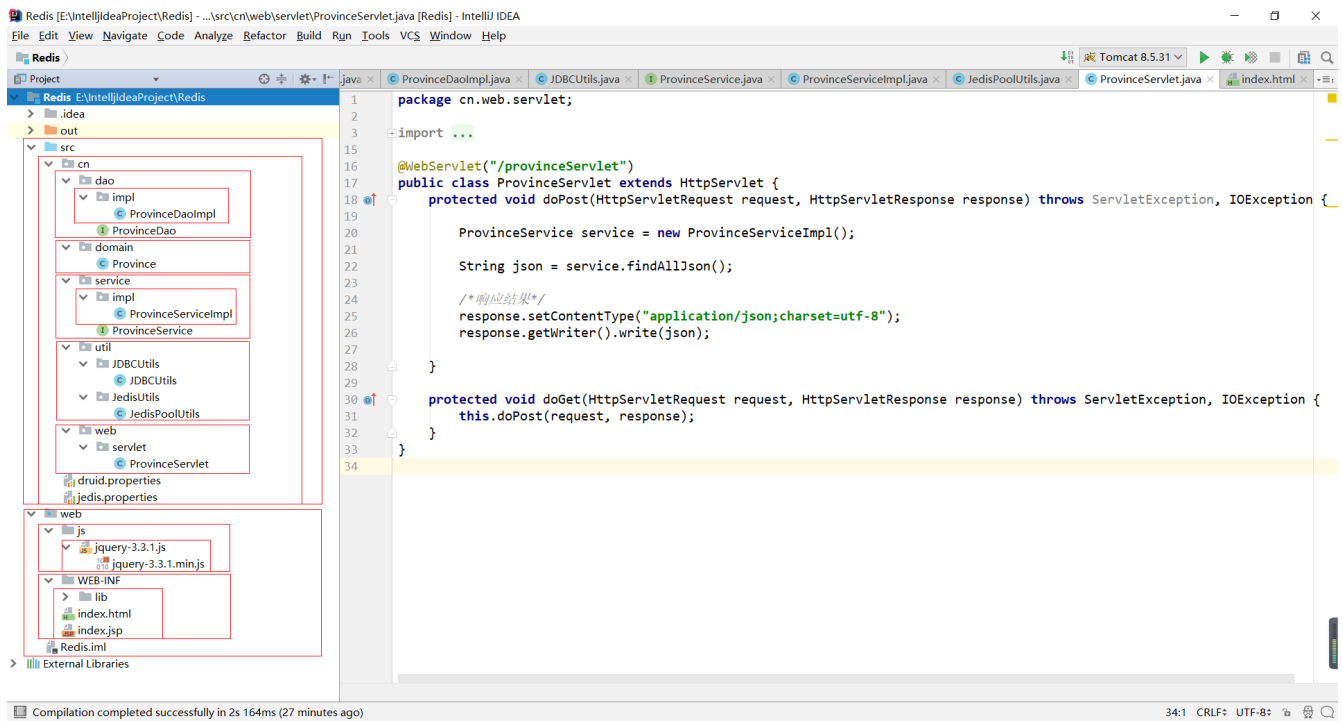 Redis [E:\IntelljIdeaProject\Redis] - ...\src\cn\web\servlet\ProvinceServlet.java [Redis] - IntelliJ IDEA
File Edit View Navigate Code Analyze Refactor Build Run Tools VCS Window Help
Redis
Tomcat 8.5.31
Project
.java ProvinceDaoImpl.java JDBCUtils.java ProvinceService.java ProvinceServiceImpl.java JedisPoolUtils.java ProvinceServlet.java index.html
Redis E:\IntelljIdeaProject\Redis
.idea
out
src
cn
dao
impl
ProvinceDaoImpl
ProvinceDao
domain
Province
service
impl
ProvinceServiceImpl
ProvinceService
util
JDBCUtils
JDBCUtils
JedisUtils
JedisPoolUtils
web
servlet
ProvinceServlet
druid.properties
jedis.properties
web
js
jquery-3.3.1.js
jquery-3.3.1.min.js
WEB-INF
lib
index.html
index.jsp
Redis.iml
External Libraries
1 package cn.web.servlet;
2
3 import ...
15
16 @WebServlet("/provinceServlet")
17 public class ProvinceServlet extends HttpServlet {
18 protected void doPost(HttpServletRequest request, HttpServletResponse response) throws ServletException, IOException {
19
20 ProvinceService service = new ProvinceServiceImpl();
21
22 String json = service.findAllJson();
23
24 /*响应结果*/
25 response.setContentType("application/json;charset=utf-8");
26 response.getWriter().write(json);
27
28 }
29
30 protected void doGet(HttpServletRequest request, HttpServletResponse response) throws ServletException, IOException {
31 this.doPost(request, response);
32 }
33 }
34
Compilation completed successfully in 2s 164ms (27 minutes ago)
34:1 CRLF UTF-8